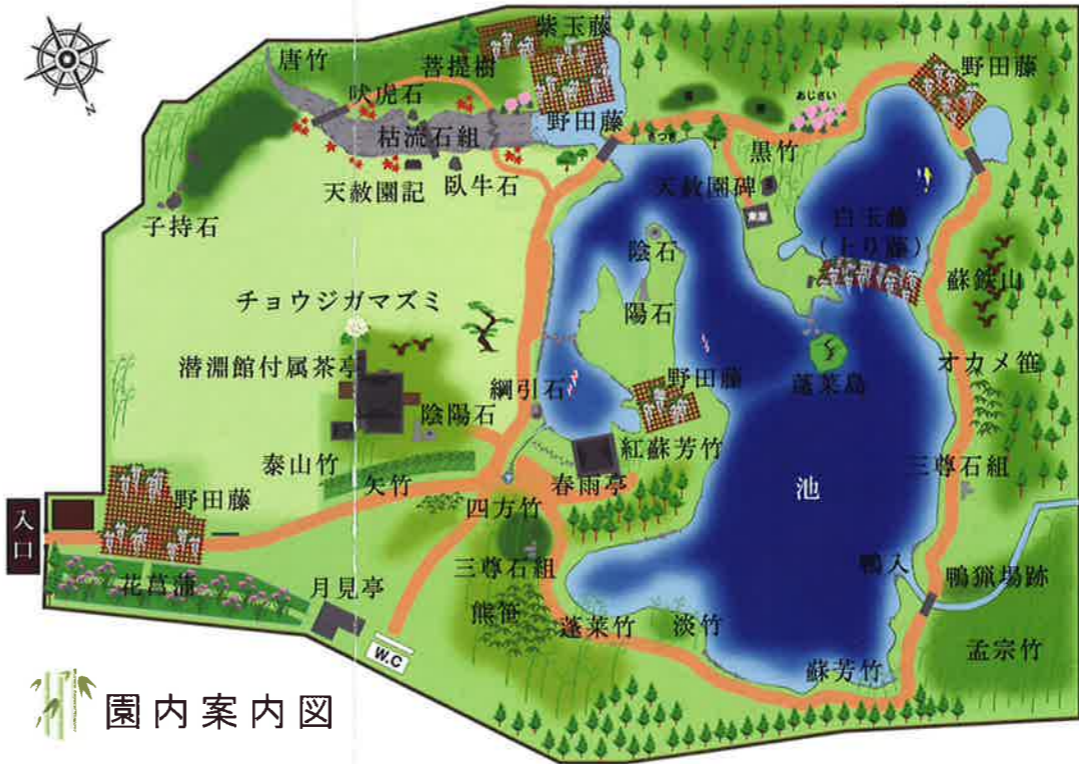 N
紫玉藤
唐竹
菩提樹
野田藤
吠虎石
あじさい
野田藤
枯流石組
さつき
黒竹
天赦園記
臥牛石
天赦園碑
東屋
子持石
陰石
白玉藤
(上り藤)
蘇鉄山
チョウジガマズミ
陽石
潜淵館付属茶亭
綱引石
野田藤
蓬莱島
オカメ笹
陰陽石
紅蘇芳竹
泰山竹
三尊石組
矢竹
春雨亭
池
野田藤
四方竹
入口
三尊石組
鴨入
鴨猟場跡
花菖蒲
月見亭
熊笹
蓬莱竹
淡竹
孟宗竹
W.C
蘇芳竹
園内案内図